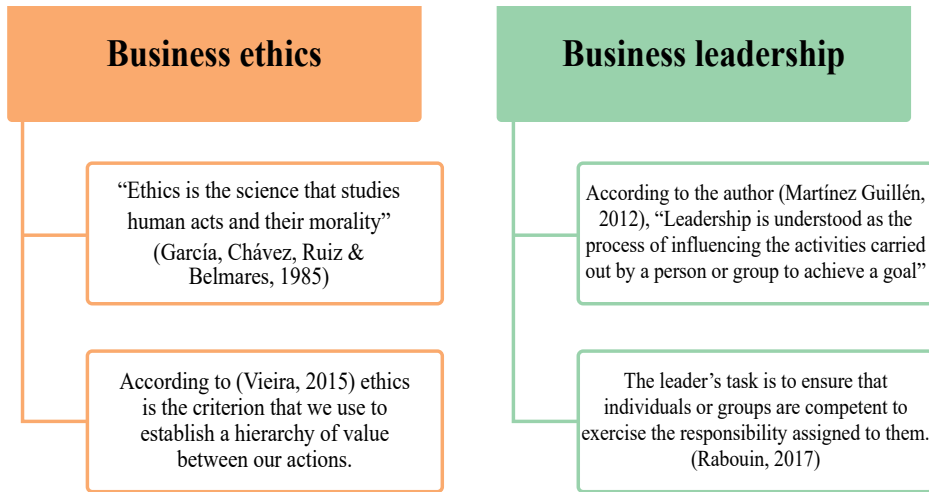 Business ethics
“Ethics is the science that studies
human acts and their morality”
(García, Chávez, Ruiz &
Belmares, 1985)
According to (Vieira, 2015) ethics
is the criterion that we use to
establish a hierarchy of value
between our actions.
Business leadership
According to the author (Martínez Guillén,
2012), “Leadership is understood as the
process of influencing the activities carried
out by a person or group to achieve a goal”
The leader’s task is to ensure that
individuals or groups are competent to
exercise the responsibility assigned to them.
(Rabouin, 2017)